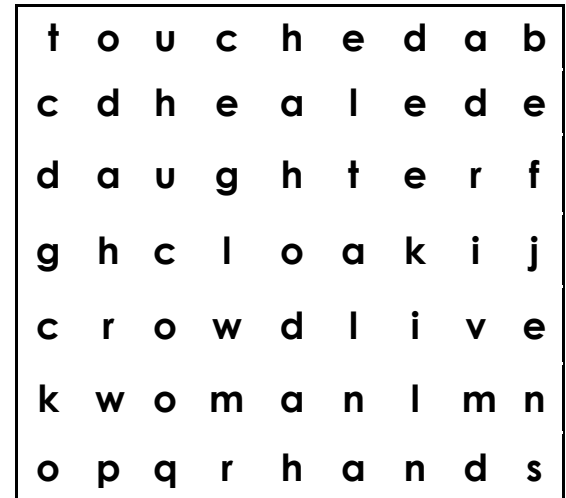 t o u c h e d a b
c d h e a l e d e
d a u g h t e r f
g h c l o a k i j
c r o w d l i v e
k w o m a n l m n
o p q r h a n d s